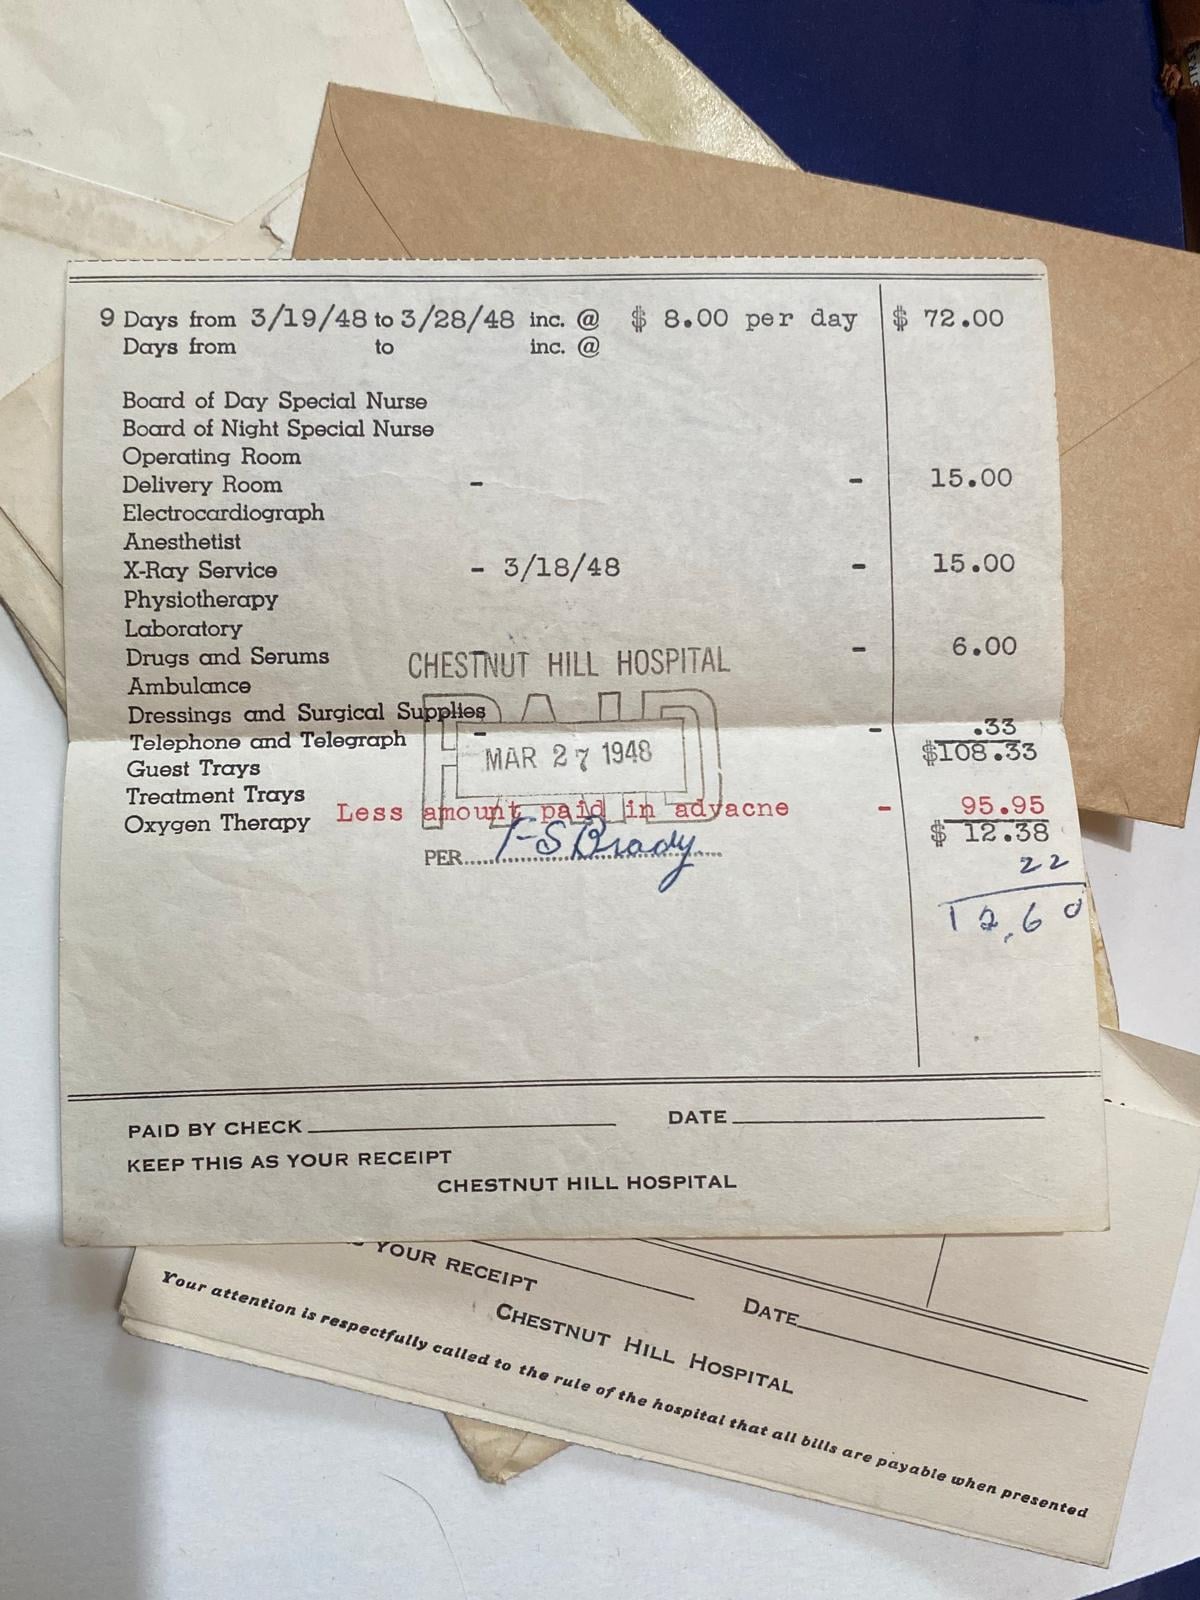 9 Days from 3/19/48 to 3/28/48 inc. @ $ 8.00 per day $ 72.00
Days from to inc. @
Board of Day Special Nurse
Board of Night Special Nurse
Operating Room
Delivery Room - - 15.00
Electrocardiograph
Anesthetist
X-Ray Service - 3/18/48 - 15.00
Physiotherapy
Laboratory
Drugs and Serums - - 6.00
CHESTNUT HILL HOSPITAL
Ambulance
Dressings and Surgical Supplies
PAID
Telephone and Telegraph - - .33
MAR 27 1948
$108.33
Guest Trays
Treatment Trays
Less amount paid in advacne - 95.95
Oxygen Therapy
$ 12.38
PER Brady
22
12.60
PAID BY CHECK DATE
KEEP THIS AS YOUR RECEIPT
CHESTNUT HILL HOSPITAL
YOUR RECEIPT
DATE
CHESTNUT HILL HOSPITAL
Your attention is respectfully called to the rule of the hospital that all bills are payable when presented